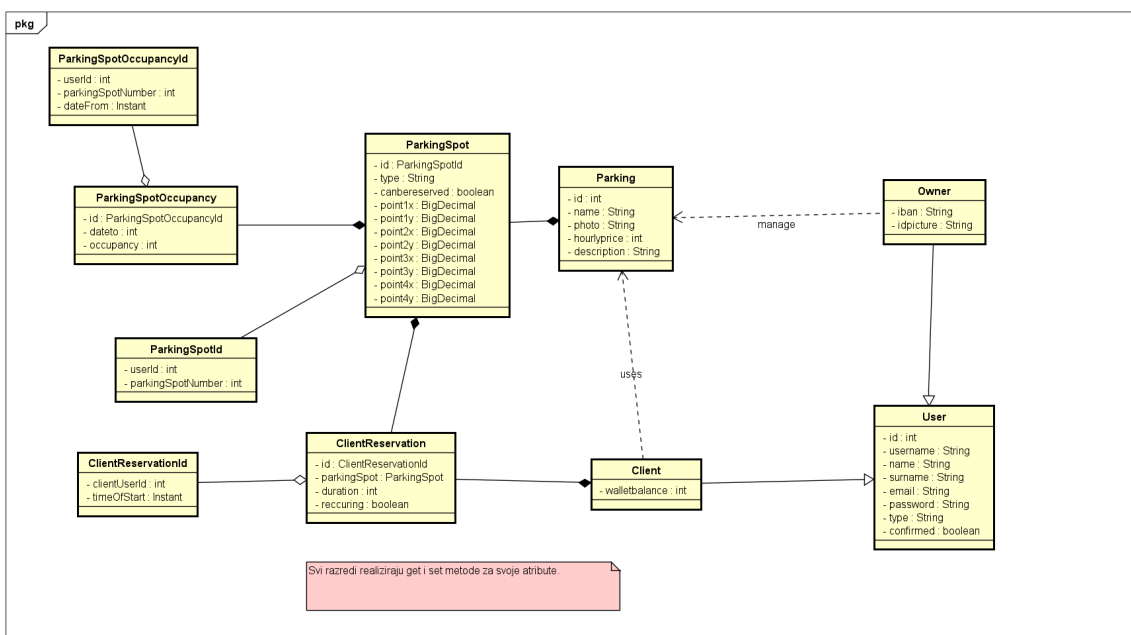 pkg
ParkingSpotOccupancyId
- userId : int
- parkingSpotNumber : int
- dateFrom : Instant
ParkingSpotOccupancy
- id : ParkingSpotOccupancyId
- dateto : int
- occupancy : int
ParkingSpot
- id : ParkingSpotId
- type : String
- canbereserved : boolean
- point1x : BigDecimal
- point1y : BigDecimal
- point2x : BigDecimal
- point2y : BigDecimal
- point3x : BigDecimal
- point3y : BigDecimal
- point4x : BigDecimal
- point4y : BigDecimal
Parking
- id : int
- name : String
- photo : String
- hourlyprice : int
- description : String
manage
Owner
- iban : String
- idpicture : String
ParkingSpotId
- userId : int
- parkingSpotNumber : int
uses
ClientReservationId
- clientUserId : int
- timeOfStart : Instant
ClientReservation
- id : ClientReservationId
- parkingSpot : ParkingSpot
- duration : int
- reccuring : boolean
Client
- walletbalance : int
User
- id : int
- username : String
- name : String
- surname : String
- email : String
- password : String
- type : String
- confirmed : boolean
Svi razredi realiziraju get i set metode za svoje atribute.